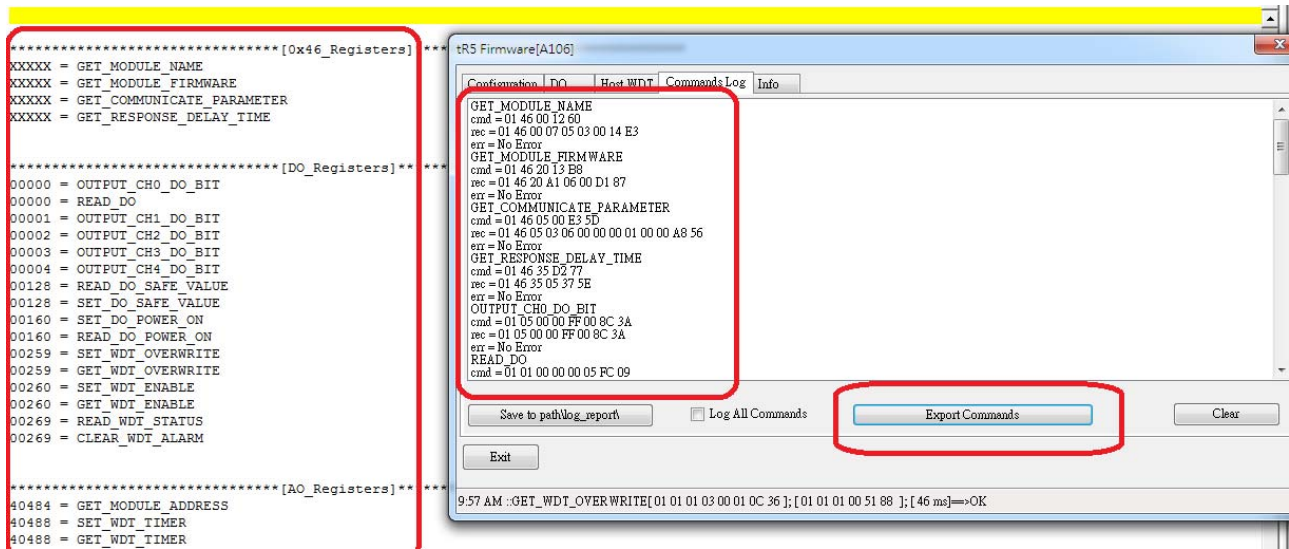 ********************************[0x46_Registers]****
XXXXX = GET_MODULE_NAME
XXXXX = GET_MODULE_FIRMWARE
XXXXX = GET_COMMUNICATE_PARAMETER
XXXXX = GET_RESPONSE_DELAY_TIME
********************************[DO_Registers]****
00000 = OUTPUT_CH0_DO_BIT
00000 = READ_DO
00001 = OUTPUT_CH1_DO_BIT
00002 = OUTPUT_CH2_DO_BIT
00003 = OUTPUT_CH3_DO_BIT
00004 = OUTPUT_CH4_DO_BIT
00128 = READ_DO_SAFE_VALUE
00128 = SET_DO_SAFE_VALUE
00160 = SET_DO_POWER_ON
00160 = READ_DO_POWER_ON
00259 = SET_WDT_OVERWRITE
00259 = GET_WDT_OVERWRITE
00260 = SET_WDT_ENABLE
00260 = GET_WDT_ENABLE
00269 = READ_WDT_STATUS
00269 = CLEAR_WDT_ALARM
********************************[AO_Registers]****
40484 = GET_MODULE_ADDRESS
40488 = SET_WDT_TIMER
40488 = GET_WDT_TIMER
tR5 Firmware[A106]
Configuration DO Host WDT Commands Log Info
GET_MODULE_NAME
cmd = 01 46 00 12 60
rec = 01 46 00 07 05 03 00 14 E3
err = No Error
GET_MODULE_FIRMWARE
cmd = 01 46 20 13 B8
rec = 01 46 20 A1 06 00 D1 87
err = No Error
GET_COMMUNICATE_PARAMETER
cmd = 01 46 05 00 E3 5D
rec = 01 46 05 03 06 00 00 00 01 00 00 A8 56
err = No Error
GET_RESPONSE_DELAY_TIME
cmd = 01 46 35 D2 77
rec = 01 46 35 05 37 5E
err = No Error
OUTPUT_CH0_DO_BIT
cmd = 01 05 00 00 FF 00 8C 3A
rec = 01 05 00 00 FF 00 8C 3A
err = No Error
READ_DO
cmd = 01 01 00 00 00 05 FC 09
Save to path\log_report\ Log All Commands Export Commands Clear
Exit
9:57 AM ::GET_WDT_OVERWRITE[01 01 01 03 00 01 0C 36 ]; [01 01 01 00 51 88 ]; [ 46 ms]==>OK